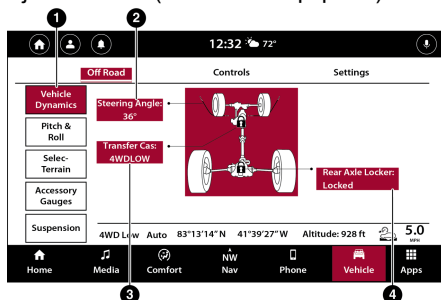 1
2
12:32 72°
Off Road
Controls
Settings
Vehicle
Dynamics
Pitch &
Roll
Selec-
Terrain
Accessory
Gauges
Suspension
Steering Angle:
36°
Transfer Cas:
4WDLOW
Rear Axle Locker:
Locked
4WD Low Auto 83°13'14"N 41°39'27"W Altitude: 928 ft 5.0
MPH
Home
Media
Comfort
N
NW
Nav
Phone
Vehicle
Apps
3
4